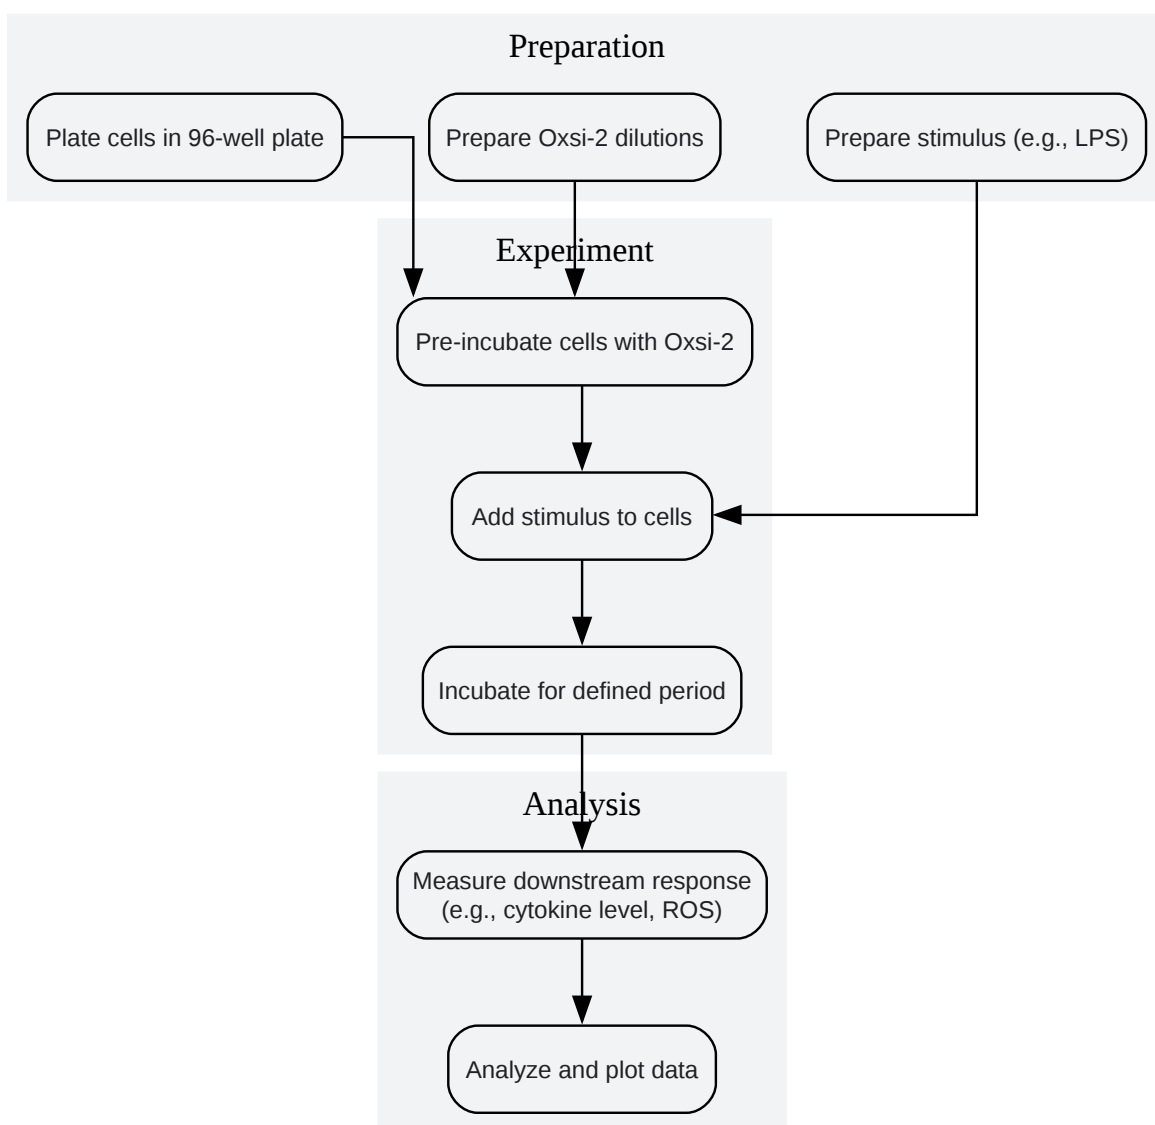 Preparation
Plate cells in 96-well plate
Prepare Oxsi-2 dilutions
Prepare stimulus (e.g., LPS)
Experiment
Pre-incubate cells with Oxsi-2
Add stimulus to cells
Incubate for defined period
Analysis
Measure downstream response
(e.g., cytokine level, ROS)
Analyze and plot data